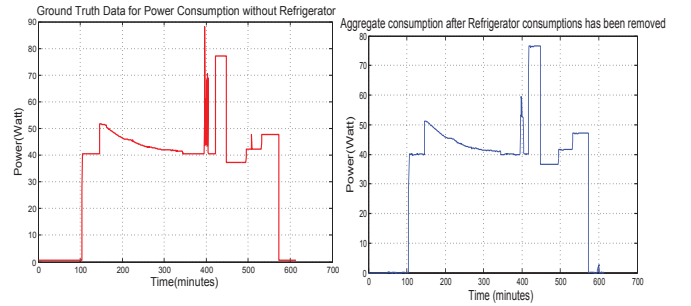 Ground Truth Data for Power Consumption without Refrigerator
90
80
70
60
50
40
30
20
10
0
Power(Watt)
0 100 200 300 400 500 600 700
Time(minutes)
Aggregate consumption after Refrigerator consumptions has been removed
80
70
60
50
40
30
20
10
0
Power(Watt)
0 100 200 300 400 500 600 700
Time (minutes)